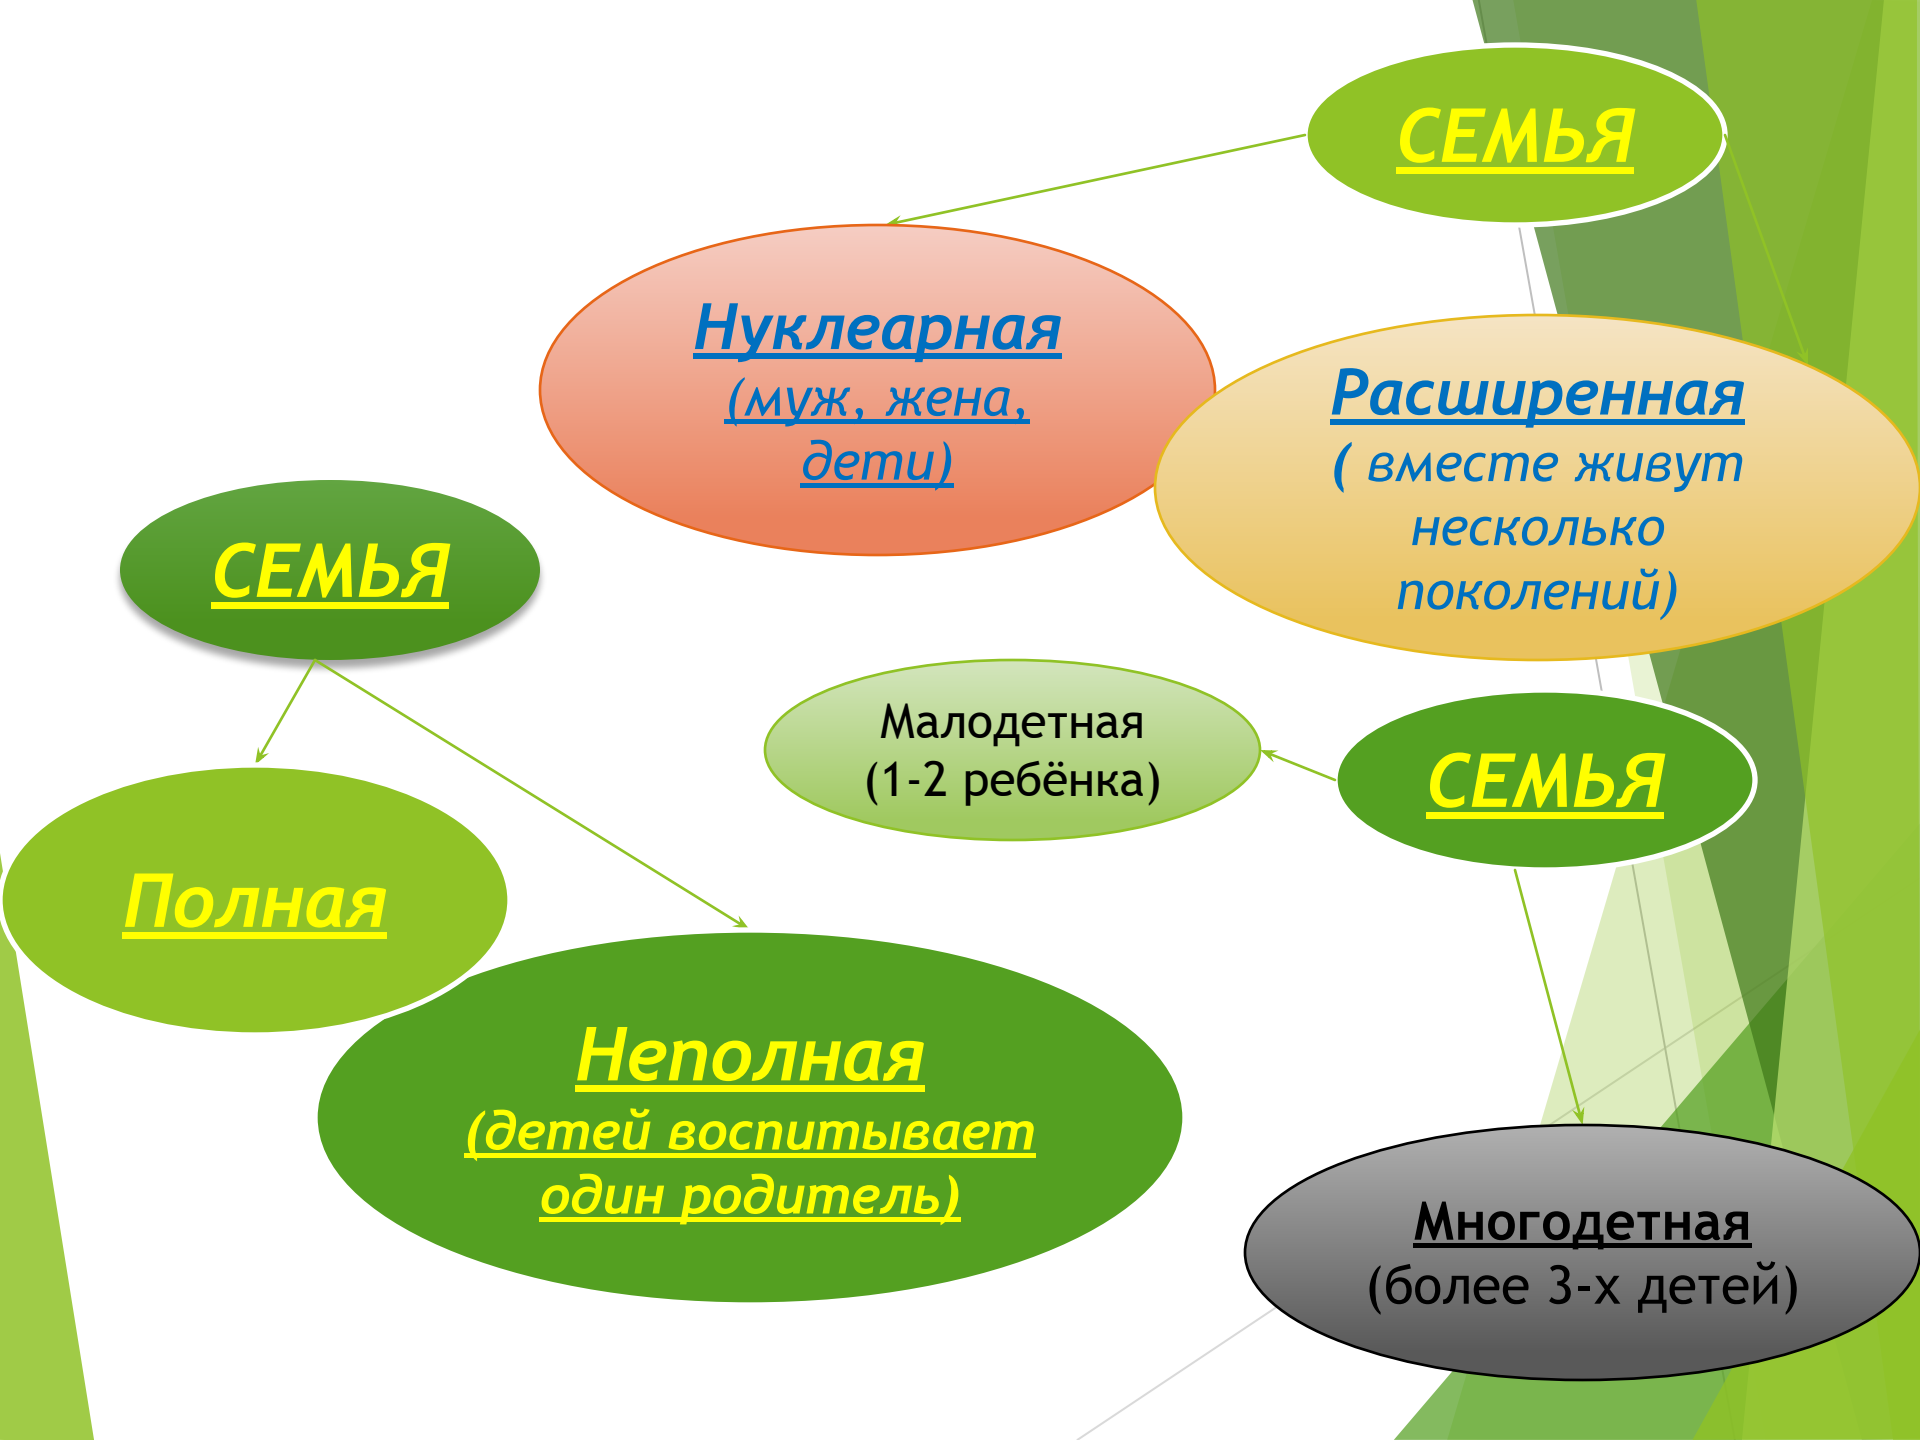 СЕМЬЯ
Нуклеарная
(муж, жена,
дети)
Расширенная
( вместе живут
несколько
поколений)
СЕМЬЯ
Полная
Неполная
(детей воспитывает
один родитель)
СЕМЬЯ
Малодетная
(1-2 ребёнка)
Многодетная
(более 3-х детей)